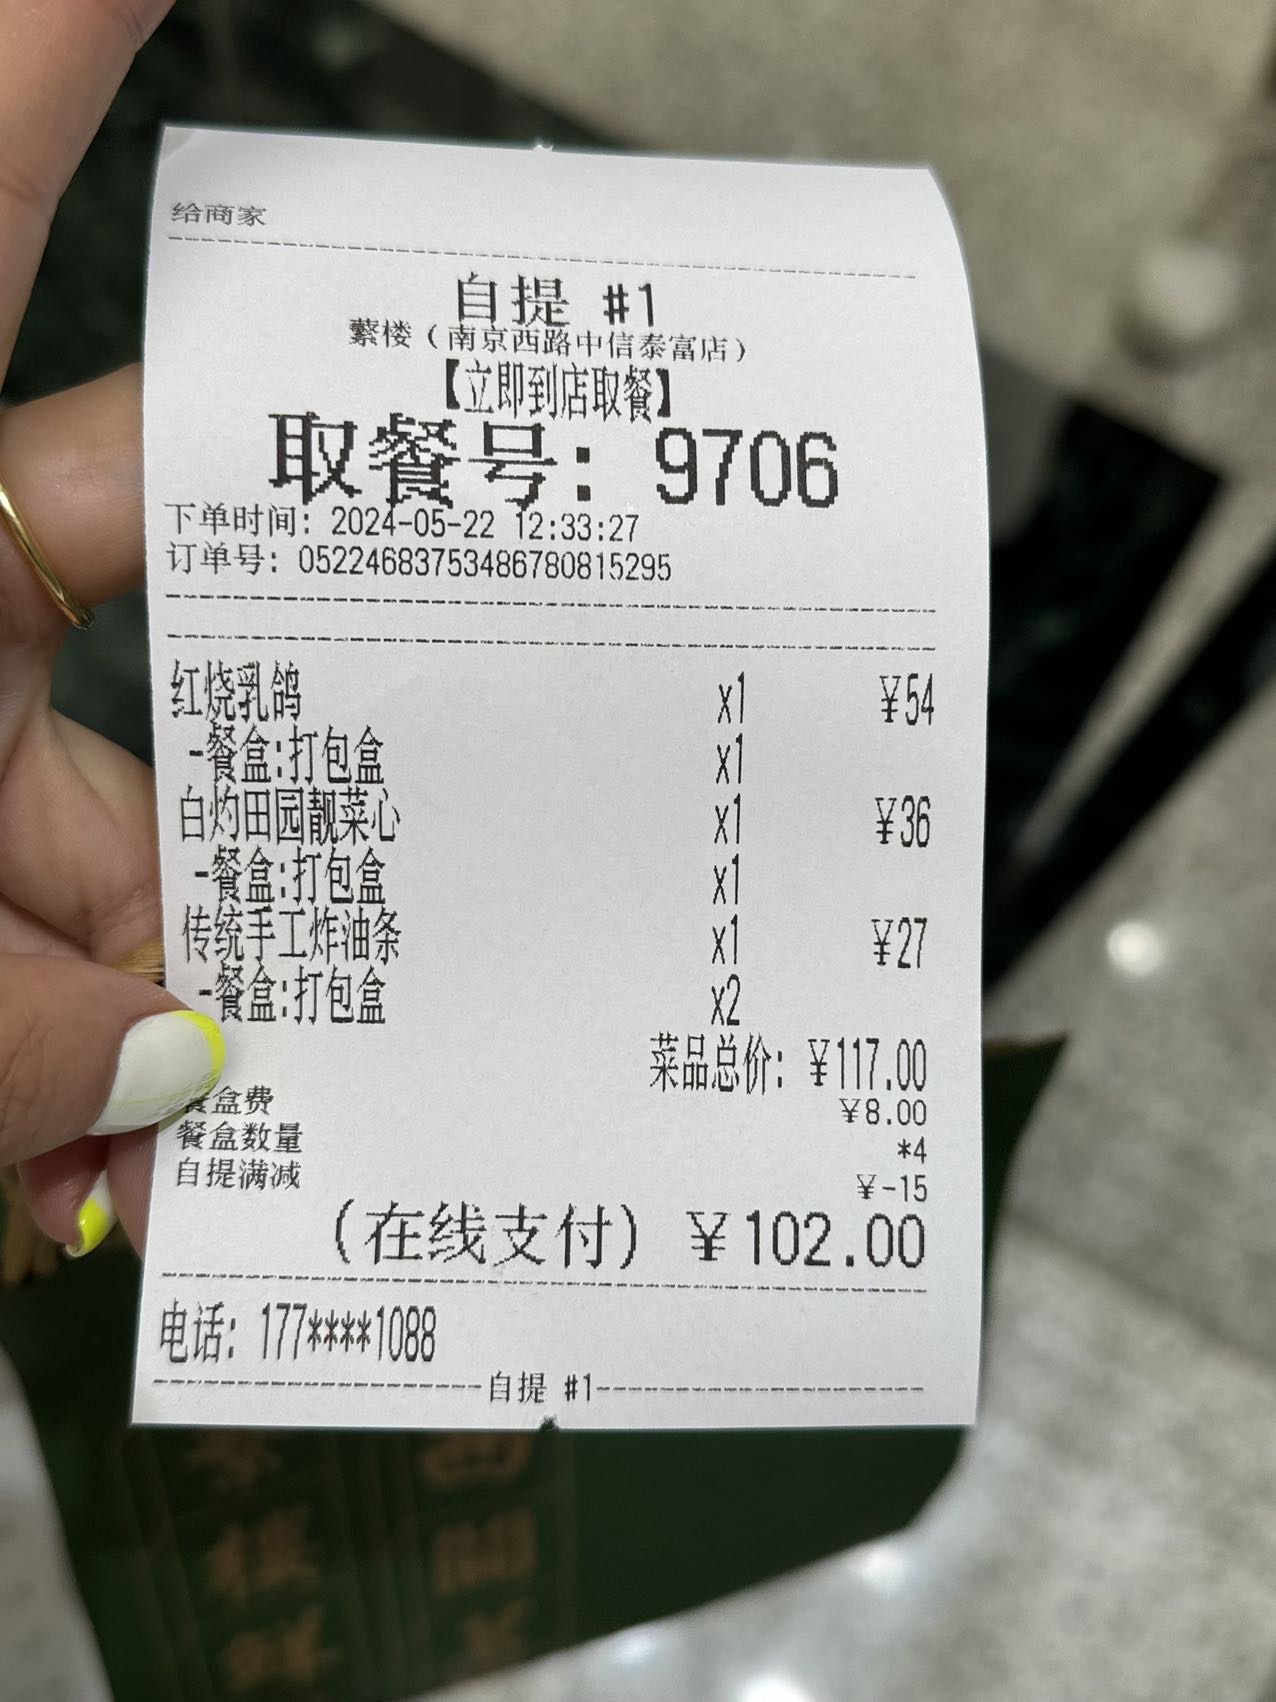 给商家
自提 #1
蘩楼（南京西路中信泰富店）
【立即到店取餐】
取餐号: 9706
下单时间: 2024-05-22 12:33:27
订单号: 052246837534867808​15295
红烧乳鸽 x1 ¥54
-餐盒:打包盒 x1
白灼田园靓菜心 x1 ¥36
-餐盒:打包盒 x1
传统手工炸油条 x1 ¥27
-餐盒:打包盒 x2
菜品总价: ¥117.00
餐盒费 ¥8.00
餐盒数量 *4
自提满减 ¥-15
(在线支付) ¥102.00
电话: 177****1088
自提 #1